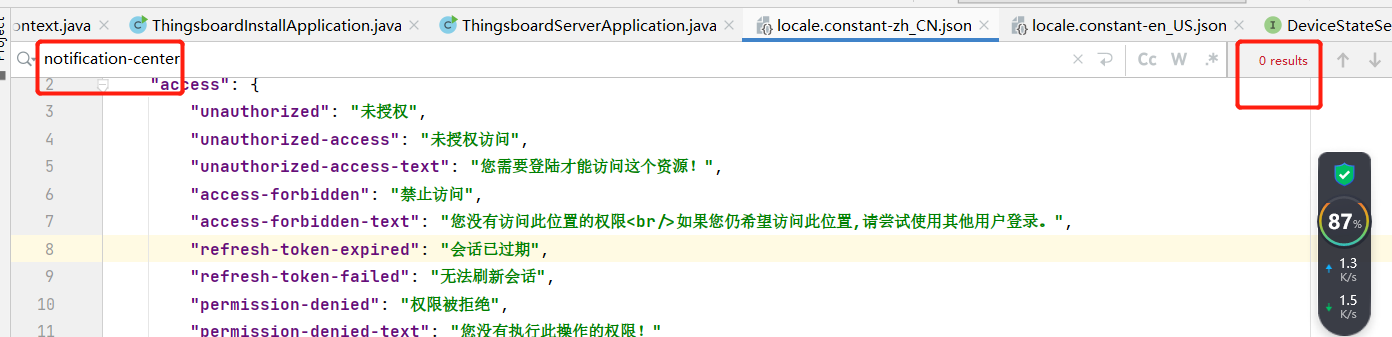 Project
ontext.java × ThingsboardInstallApplication.java × ThingsboardServerApplication.java × locale.constant-zh_CN.json × locale.constant-en_US.json × I DeviceStateSe
notification-center × Cc W .* 0 results
2 "access": {
3 "unauthorized": "未授权",
4 "unauthorized-access": "未授权访问",
5 "unauthorized-access-text": "您需要登陆才能访问这个资源！",
6 "access-forbidden": "禁止访问",
7 "access-forbidden-text": "您没有访问此位置的权限<br/>如果您仍希望访问此位置,请尝试使用其他用户登录。",
8 "refresh-token-expired": "会话已过期",
9 "refresh-token-failed": "无法刷新会话",
10 "permission-denied": "权限被拒绝",
11 "permission-denied-text": "您没有执行此操作的权限！"
87%
1.3
K/s
1.5
K/s